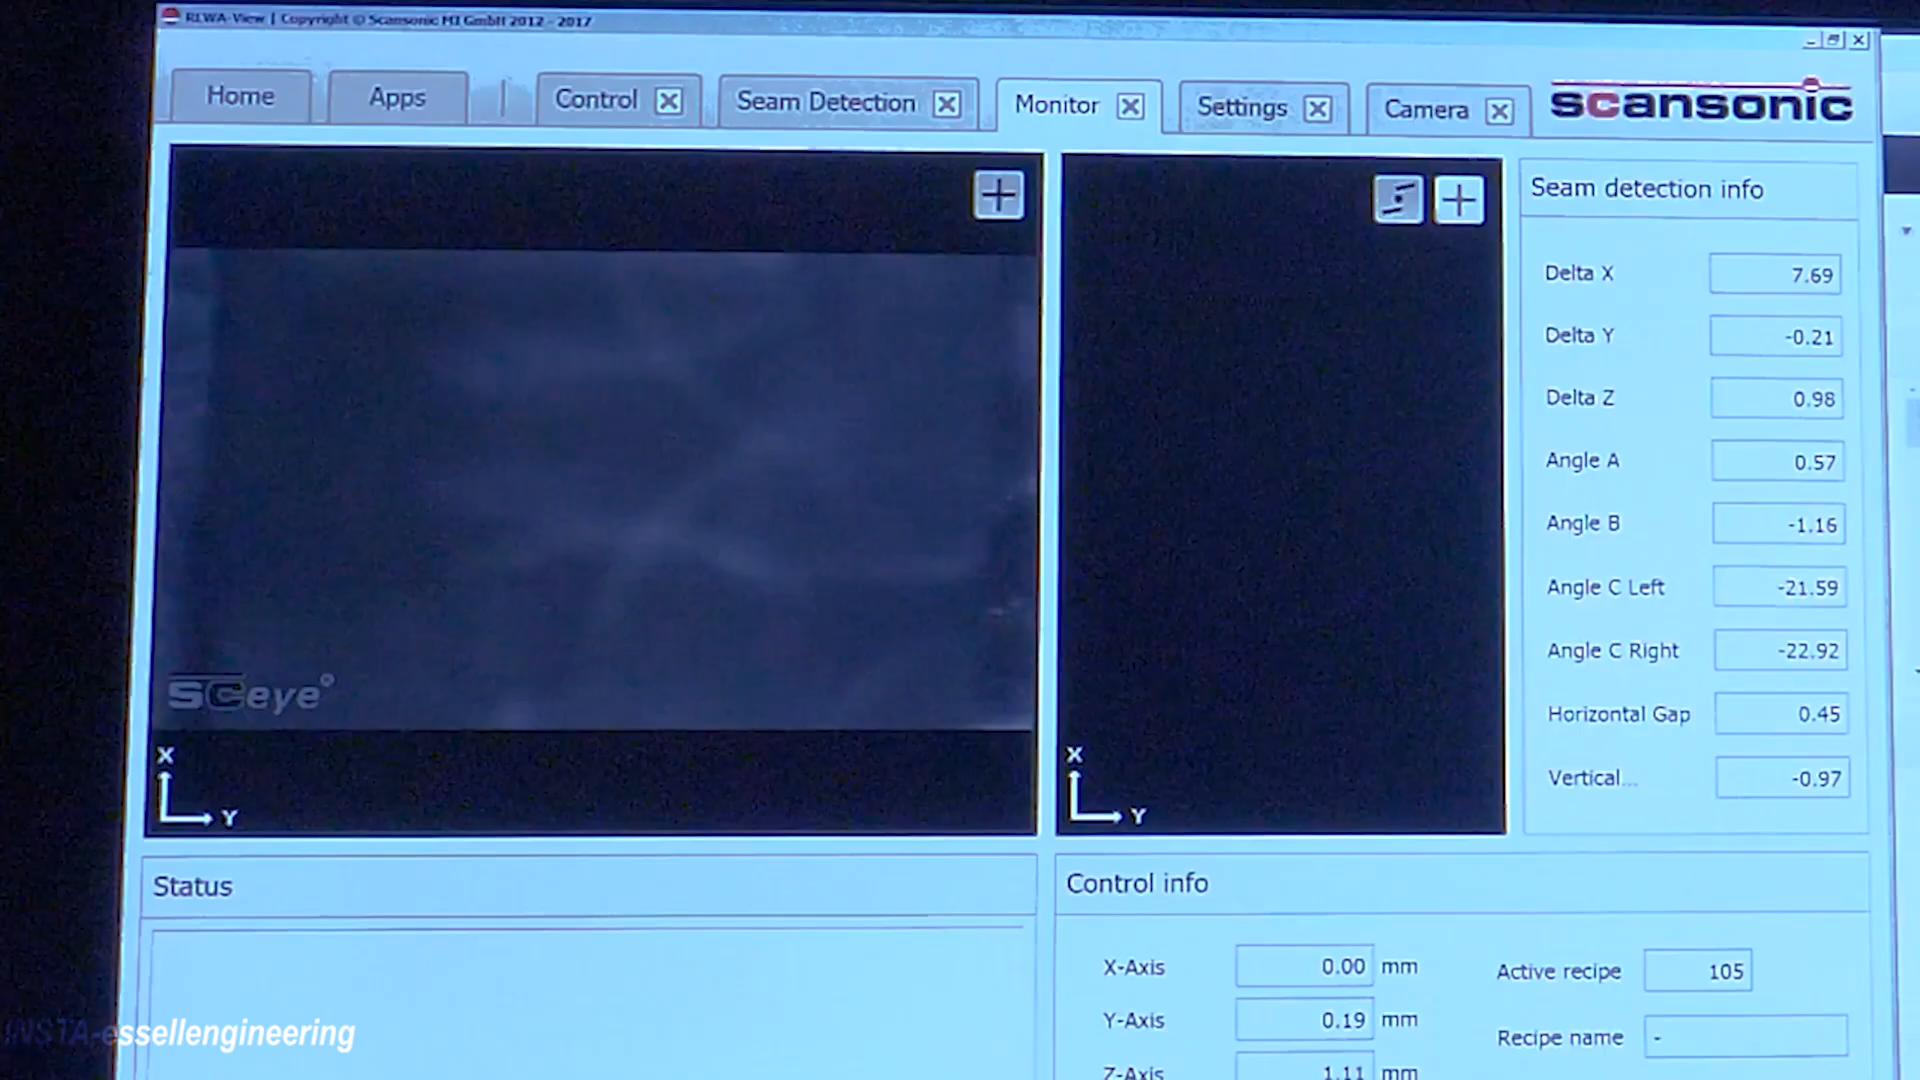 RLWA-View | Copyright © Scansonic MI GmbH 2012 - 2017
Home
Apps
Control
Seam Detection
Monitor
Settings
Camera
scansonic
Seam detection info
Delta X 7.69
Delta Y -0.21
Delta Z 0.98
Angle A 0.57
Angle B -1.16
Angle C Left -21.59
Angle C Right -22.92
Horizontal Gap 0.45
Vertical... -0.97
SCeye
X
Y
X
Y
Status
Control info
X-Axis 0.00 mm
Active recipe 105
Y-Axis 0.19 mm
Recipe name -
Z-Axis 1.11 mm
INSTA-essellengineering